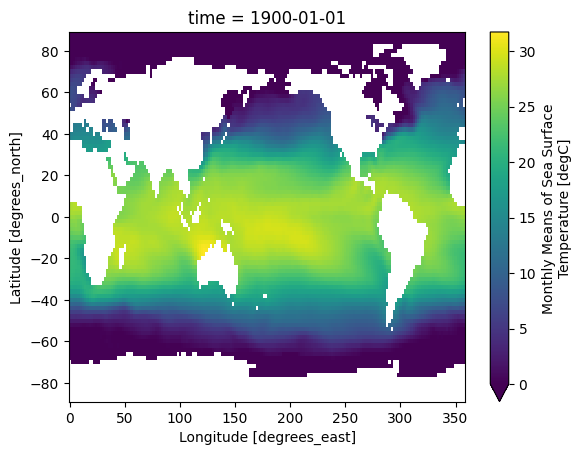 time = 1900-01-01
80
60
40
20
0
−20
−40
−60
−80
Latitude [degrees_north]
0 50 100 150 200 250 300 350
Longitude [degrees_east]
30
25
20
15
10
5
0
Monthly Means of Sea Surface
Temperature [degC]